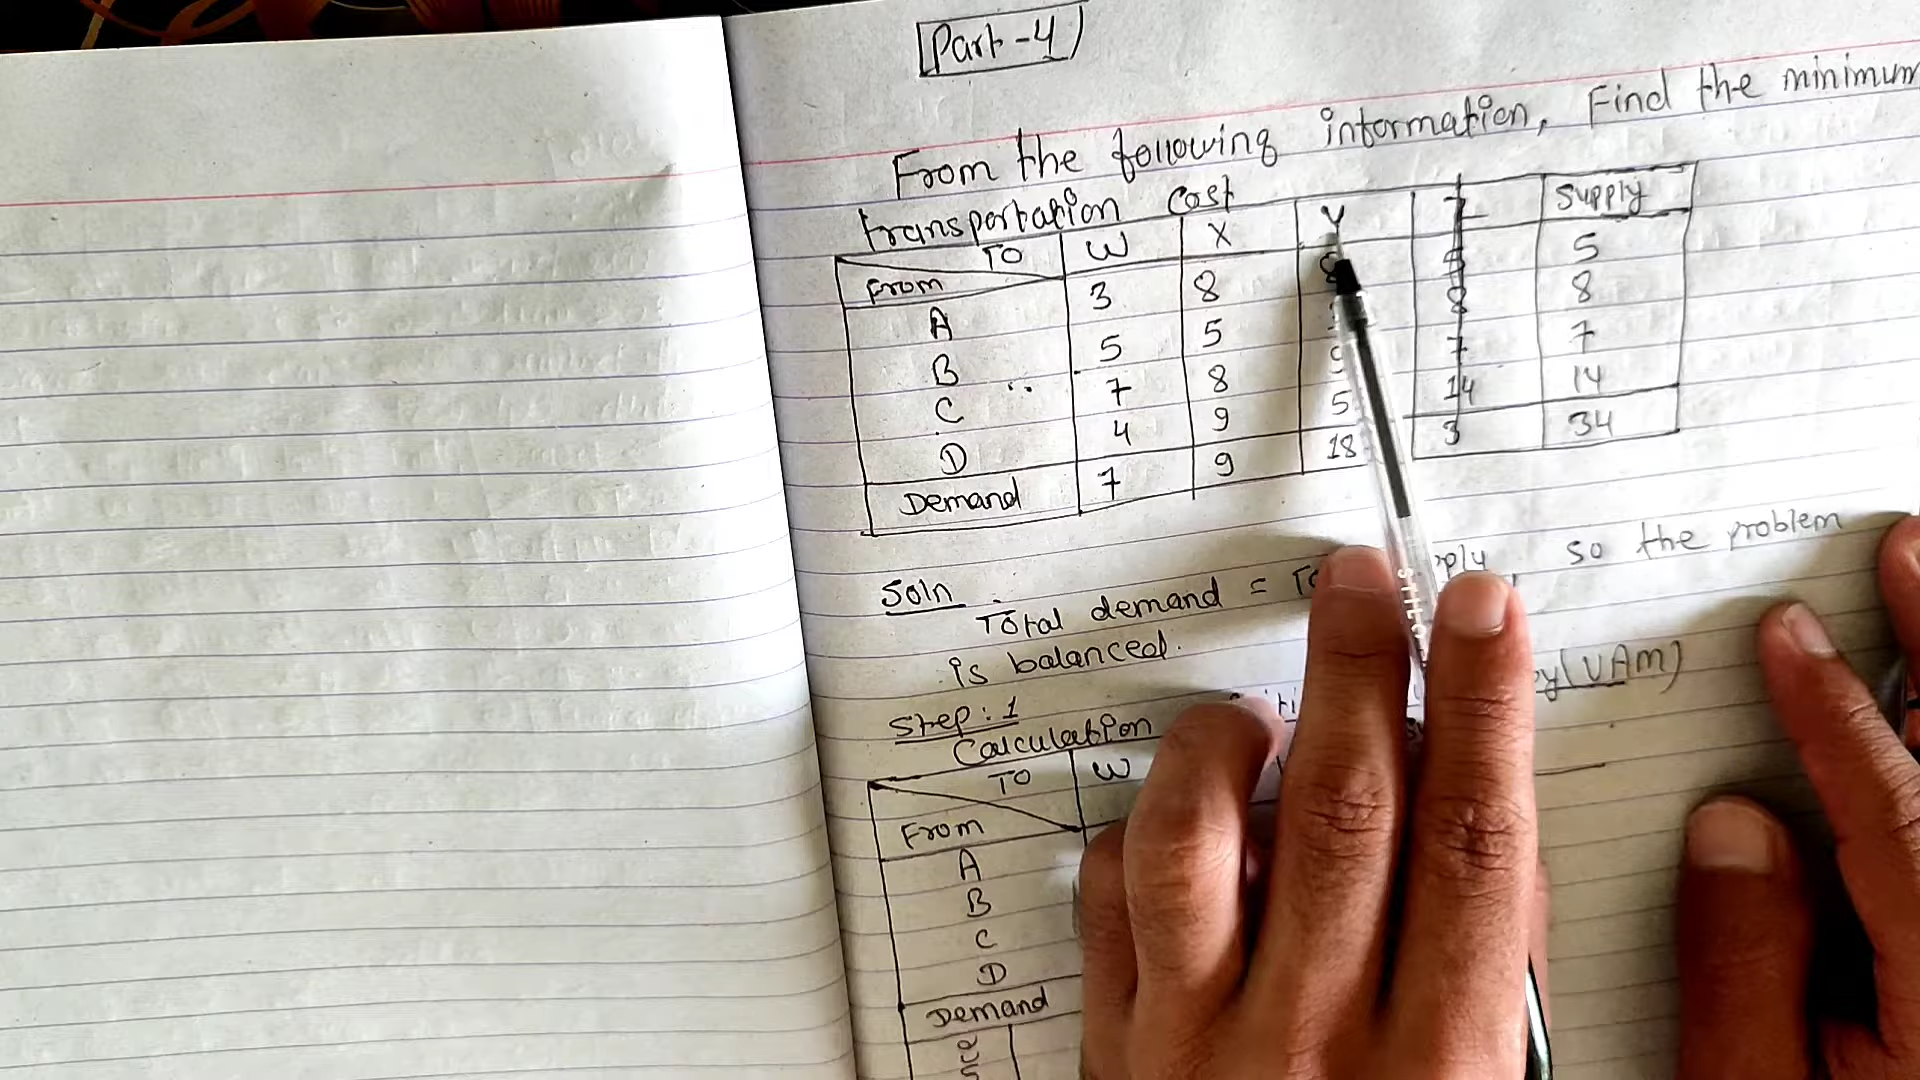 Part-4
From the following information, Find the minimum
transportation cost
TO W X Y Supply
From
A 3 8 5
B 5 5 8
C 7 8 7 7
D 4 9 5 14 14
Demand 7 9 18 3 34
Soln
Total demand = so the problem
is balanced.
Step:1
Calculation (VAM)
TO W
From
A
B
C
D
Demand